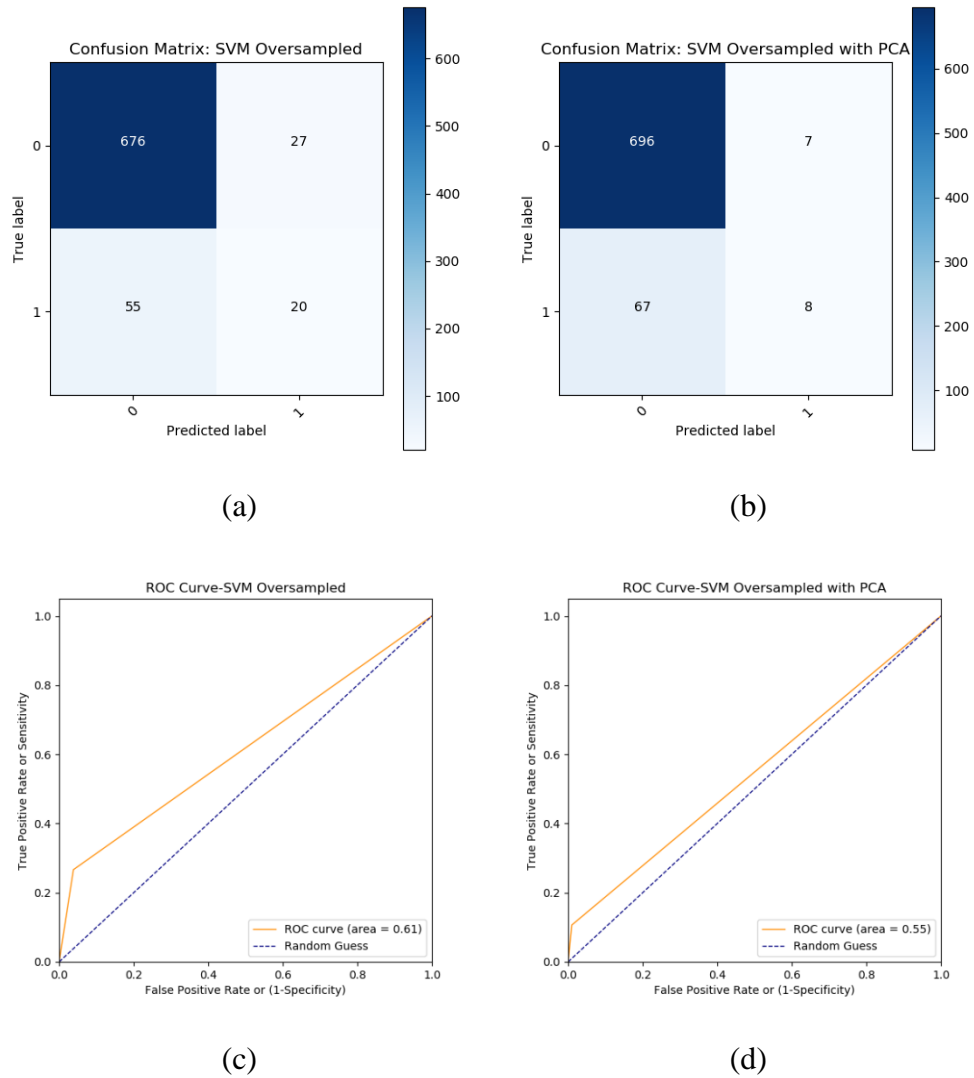 Confusion Matrix: SVM Oversampled
600
500
400
300
200
100
0
1
676
27
55
20
True label
0
1
Predicted label
(a)
Confusion Matrix: SVM Oversampled with PCA
600
500
400
300
200
100
0
1
696
7
67
8
True label
0
1
Predicted label
(b)
ROC Curve-SVM Oversampled
1.0
0.8
0.6
0.4
0.2
0.0
True Positive Rate or Sensitivity
ROC curve (area = 0.61)
Random Guess
0.0 0.2 0.4 0.6 0.8 1.0
False Positive Rate or (1-Specificity)
(c)
ROC Curve-SVM Oversampled with PCA
1.0
0.8
0.6
0.4
0.2
0.0
True Positive Rate or Sensitivity
ROC curve (area = 0.55)
Random Guess
0.0 0.2 0.4 0.6 0.8 1.0
False Positive Rate or (1-Specificity)
(d)